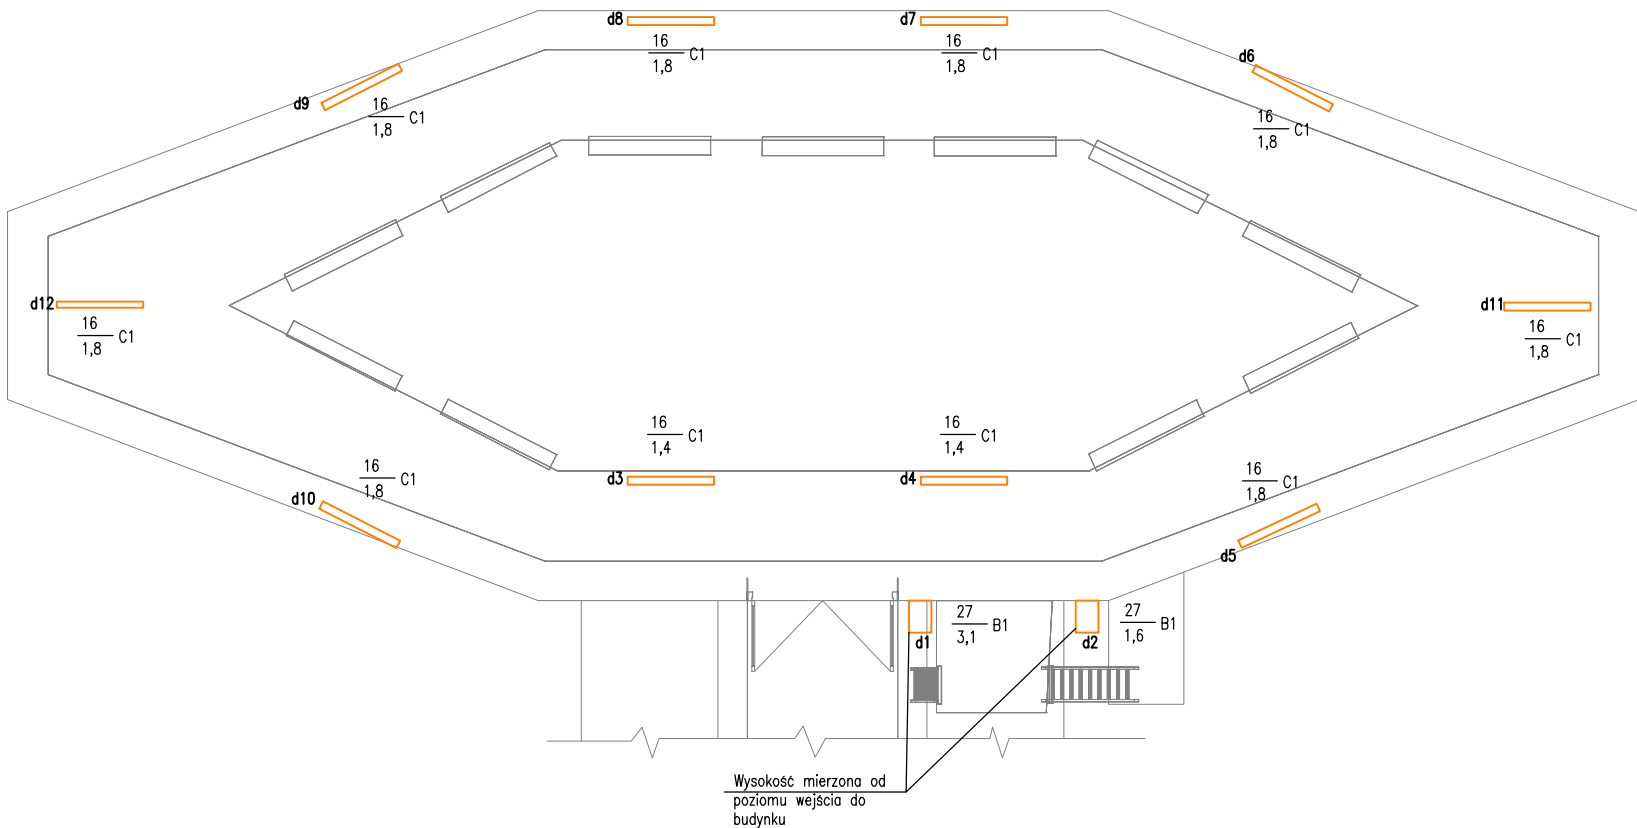 d8
16
1,8 C1
d7
16
1,8 C1
d6
16
1,8 C1
d9
16
1,8 C1
d12
16
1,8 C1
d11
16
1,8 C1
16
1,4 C1
d3
16
1,4 C1
d4
16
1,8 C1
d10
16
1,8 C1
d5
27
3,1 B1
d1
27
1,6 B1
d2
Wysokość mierzona od
poziomu wejścia do
budynku